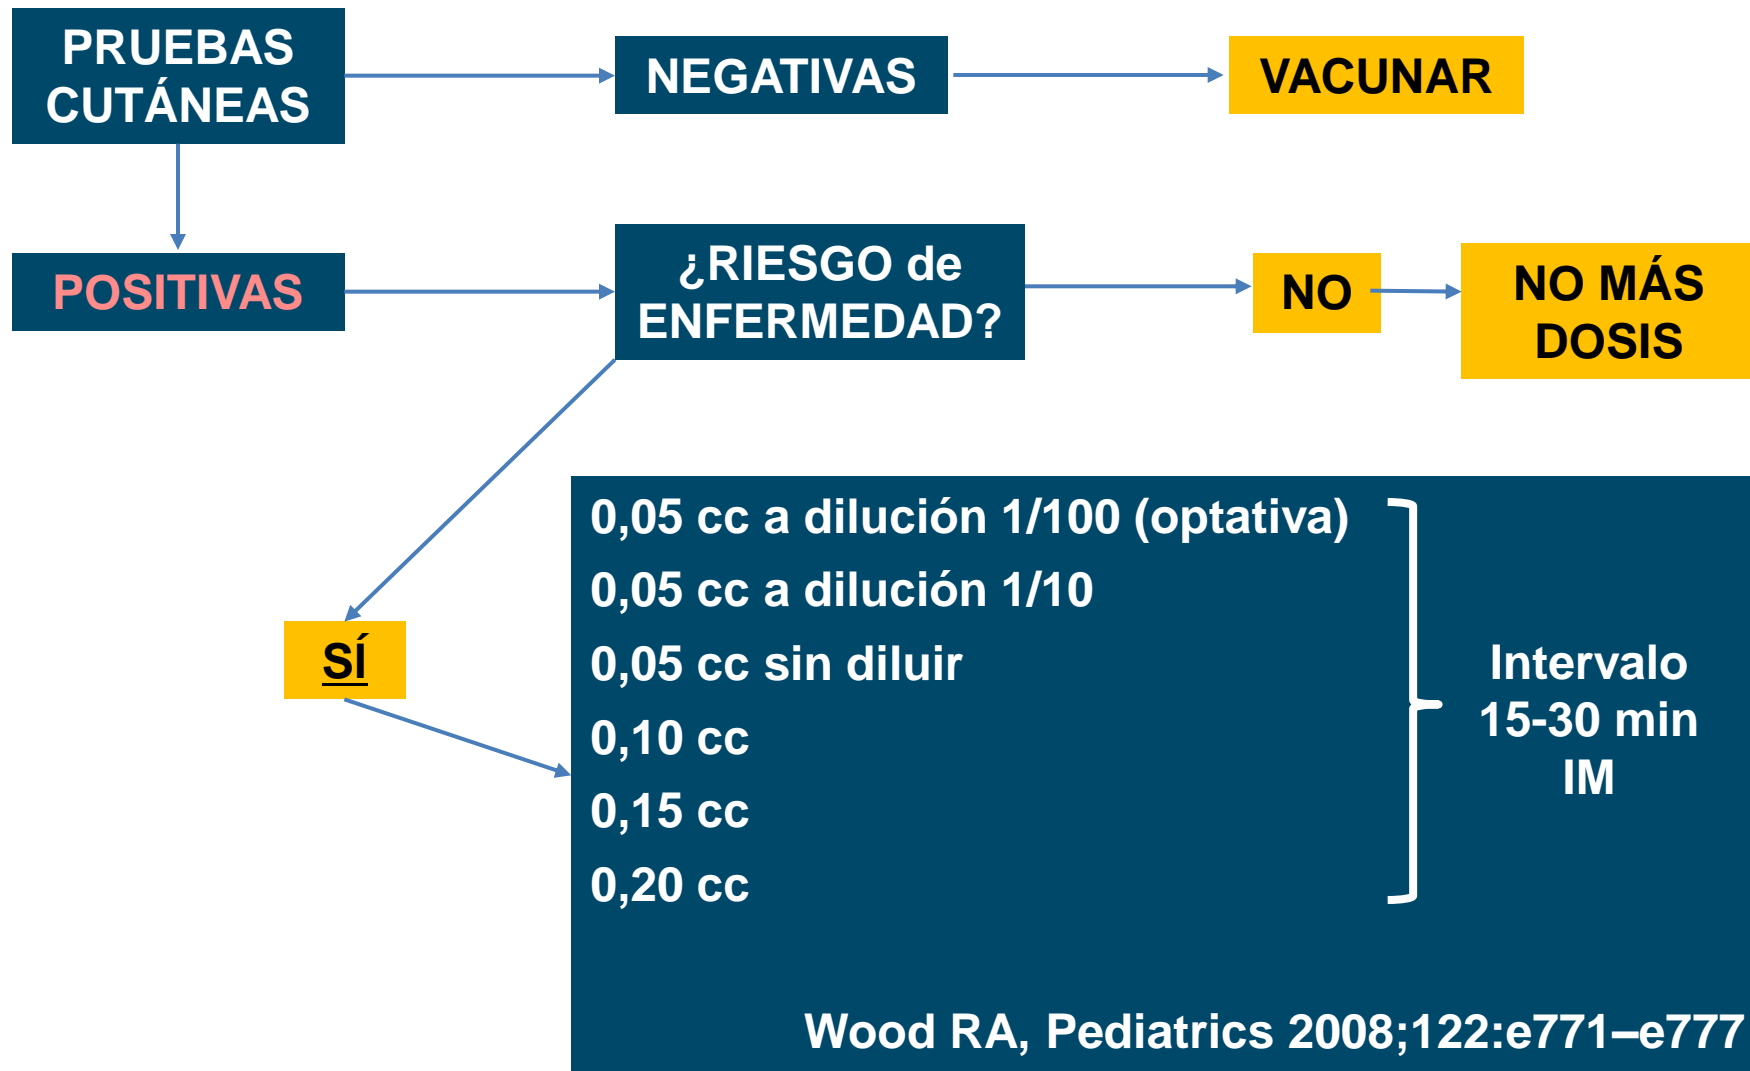 PRUEBAS
CUTÁNEAS
NEGATIVAS
VACUNAR
POSITIVAS
¿RIESGO de
ENFERMEDAD?
NO
NO MÁS
DOSIS
SÍ
0,05 cc a dilución 1/100 (optativa)
0,05 cc a dilución 1/10
0,05 cc sin diluir
0,10 cc
0,15 cc
0,20 cc
Intervalo
15-30 min
IM
Wood RA, Pediatrics 2008;122:e771–e777